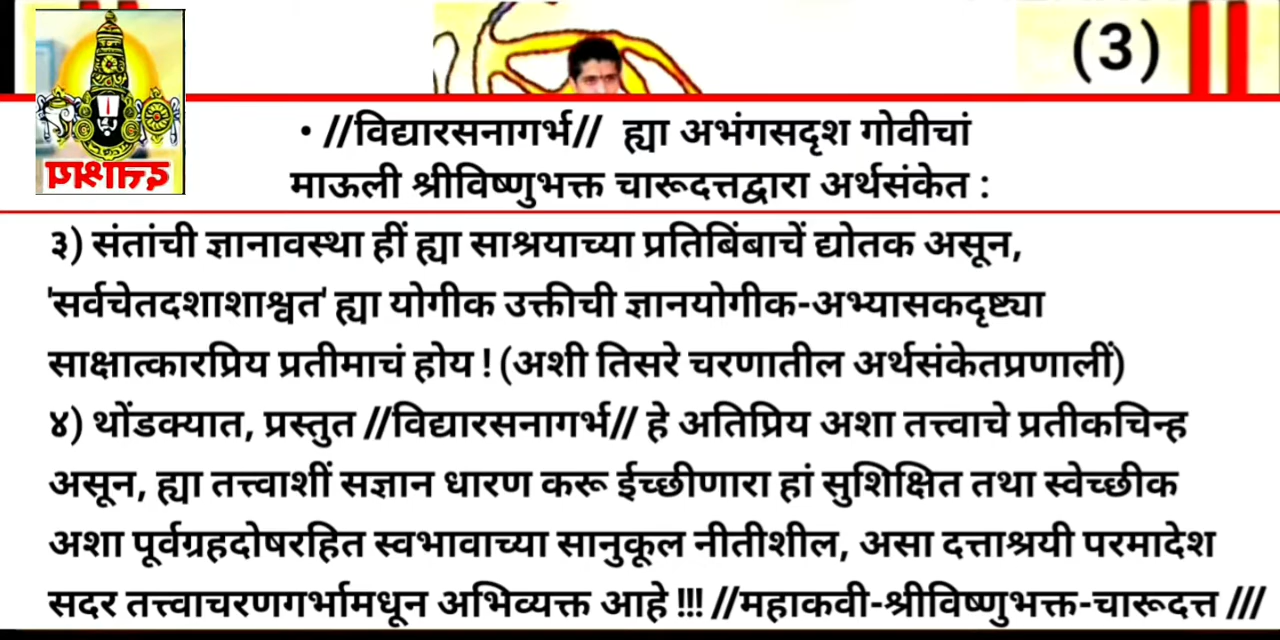 (3)
दत्ताश्रय
• //विद्यारसनागर्भ// ह्या अभंगसदृश गोवीचां
माऊली श्रीविष्णुभक्त चारूदत्तद्वारा अर्थसंकेत :
३) संतांची ज्ञानावस्था हीं ह्या साश्रयाच्या प्रतिबिंबाचें द्योतक असून,
'सर्वचेतदशाशाश्वत' ह्या योगीक उक्तीची ज्ञानयोगीक-अभ्यासकदृष्ट्या
साक्षात्कारप्रिय प्रतीमाचं होय ! (अशी तिसरे चरणातील अर्थसंकेतप्रणालीं)
४) थोंडक्यात, प्रस्तुत //विद्यारसनागर्भ// हे अतिप्रिय अशा तत्त्वाचे प्रतीकचिन्ह
असून, ह्या तत्त्वाशीं सज्ञान धारण करू ईच्छीणारा हां सुशिक्षित तथा स्वेच्छीक
अशा पूर्वग्रहदोषरहित स्वभावाच्या सानुकूल नीतीशील, असा दत्ताश्रयी परमादेश
सदर तत्त्वाचरणगर्भामधून अभिव्यक्त आहे !!! //महाकवी-श्रीविष्णुभक्त-चारूदत्त ///